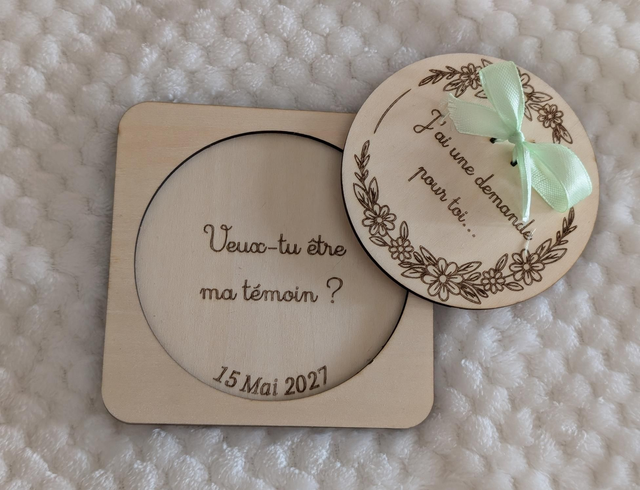 J'ai une demande
pour toi...
Veux-tu être
ma témoin ?
15 Mai 2027